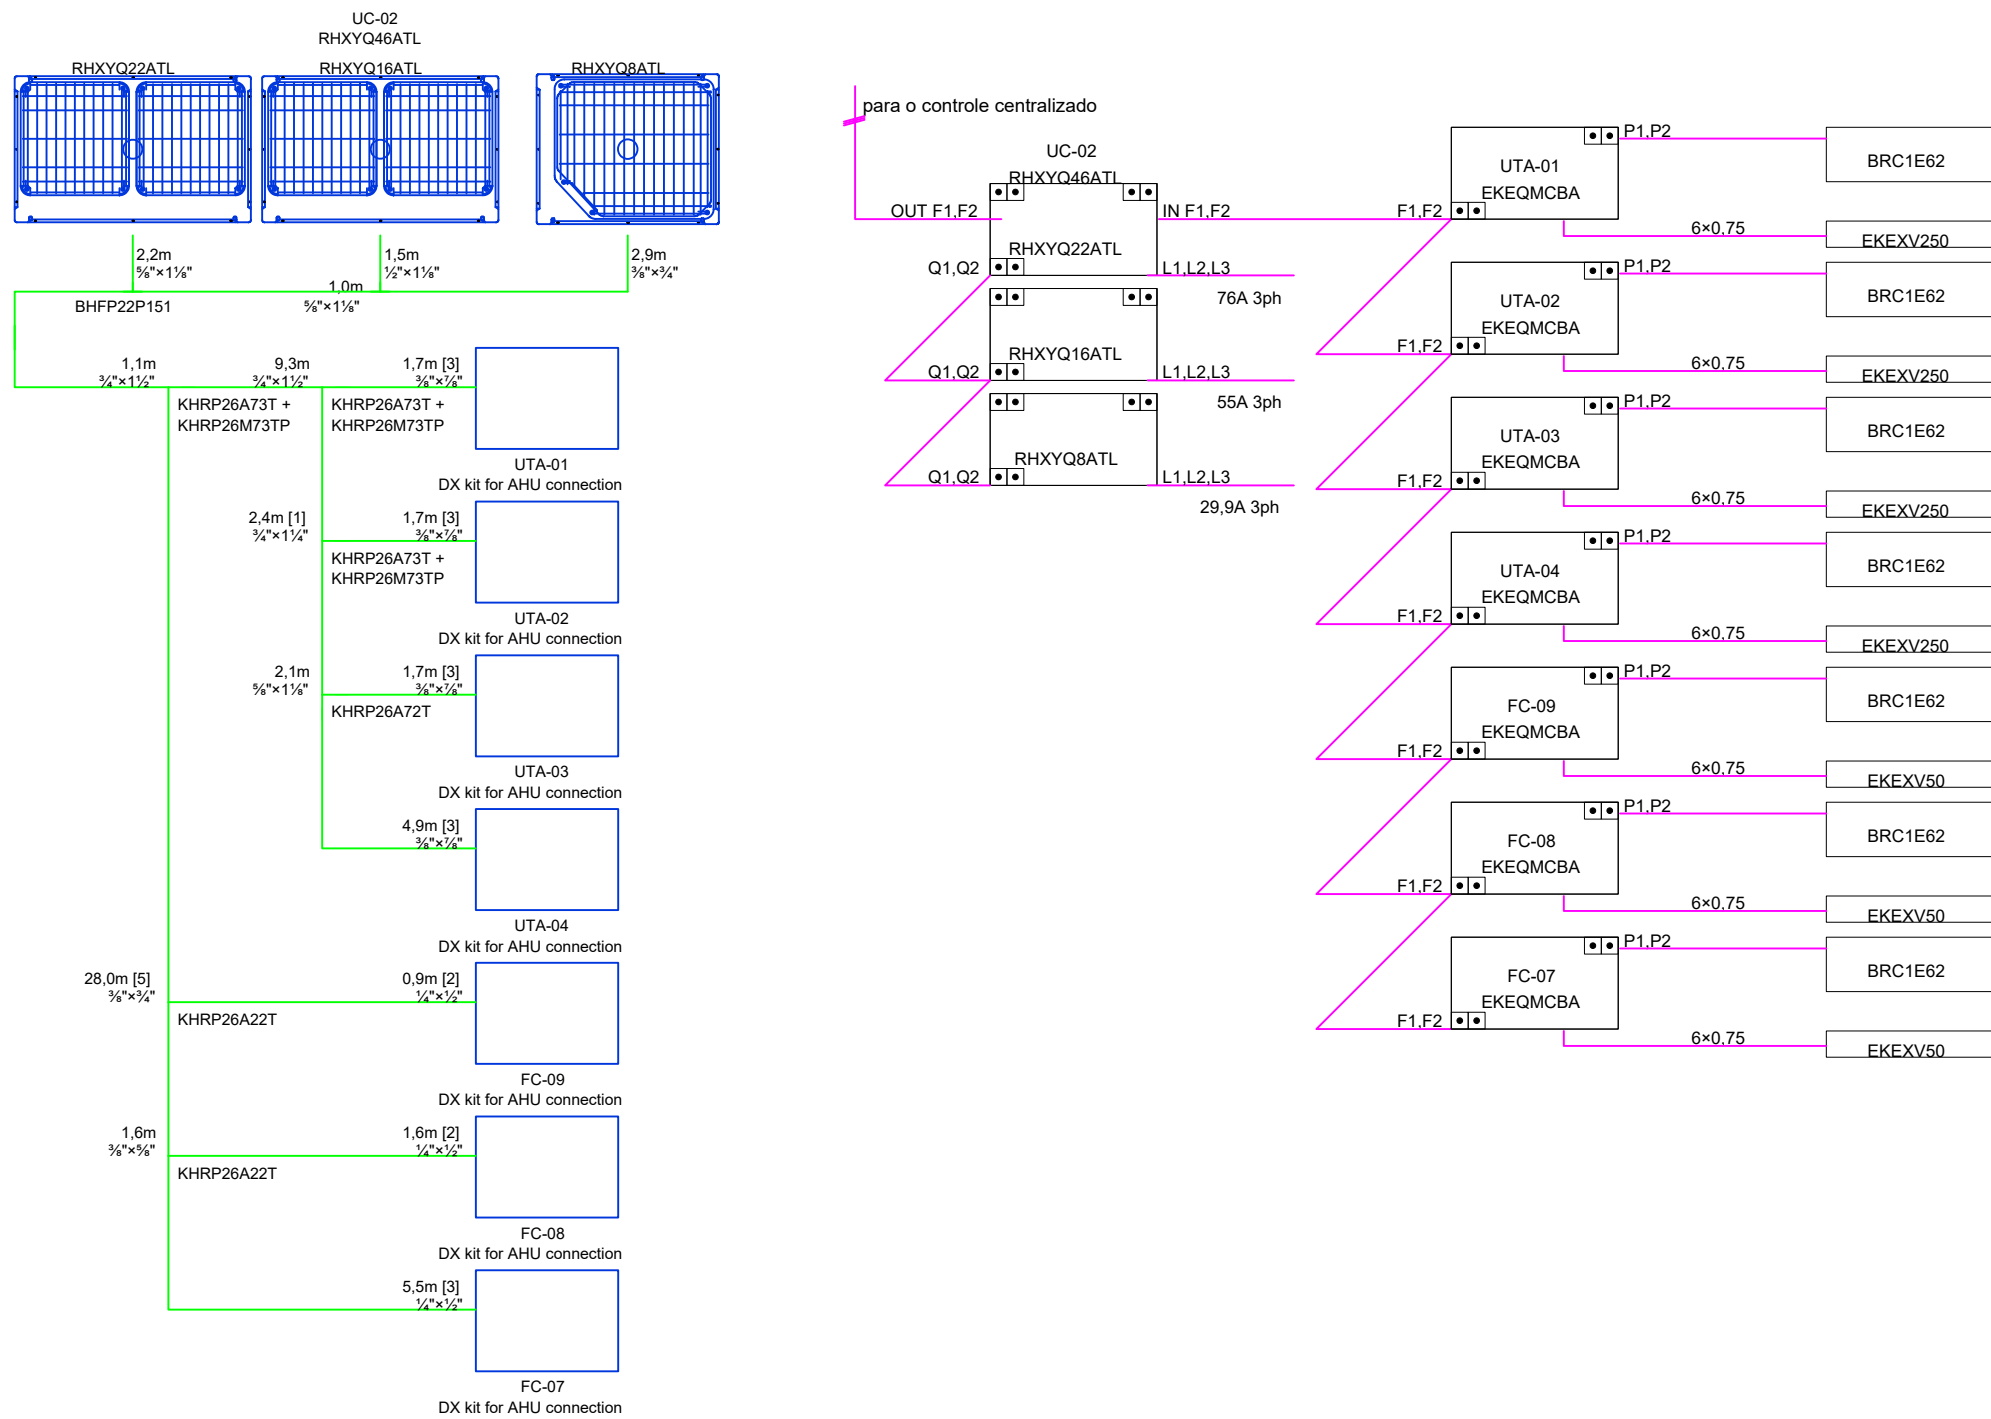 UC-02
RHXYQ46ATL
RHXYQ22ATL
RHXYQ16ATL
RHXYQ8ATL
2,2m
⅝"×1⅛"
1,5m
½"×1⅛"
2,9m
⅜"×¾"
1,0m
⅝"×1⅛"
BHFP22P151
1,1m
¾"×1½"
9,3m
¾"×1½"
1,7m [3]
⅜"×⅞"
KHRP26A73T +
KHRP26M73TP
KHRP26A73T +
KHRP26M73TP
UTA-01
DX kit for AHU connection
2,4m [1]
¾"×1¼"
1,7m [3]
⅜"×⅞"
KHRP26A73T +
KHRP26M73TP
UTA-02
DX kit for AHU connection
2,1m
⅝"×1⅛"
1,7m [3]
⅜"×⅞"
KHRP26A72T
UTA-03
DX kit for AHU connection
4,9m [3]
⅜"×⅞"
UTA-04
DX kit for AHU connection
28,0m [5]
⅜"×¾"
0,9m [2]
¼"×½"
KHRP26A22T
FC-09
DX kit for AHU connection
1,6m
⅜"×⅝"
1,6m [2]
¼"×½"
KHRP26A22T
FC-08
DX kit for AHU connection
5,5m [3]
¼"×½"
FC-07
DX kit for AHU connection
para o controle centralizado
UC-02
RHXYQ46ATL
OUT F1,F2
IN F1,F2
RHXYQ22ATL
Q1,Q2
L1,L2,L3
76A 3ph
RHXYQ16ATL
Q1,Q2
L1,L2,L3
55A 3ph
RHXYQ8ATL
Q1,Q2
L1,L2,L3
29,9A 3ph
P1,P2
UTA-01
EKEQMCBA
BRC1E62
F1,F2
6×0,75
EKEXV250
P1,P2
UTA-02
EKEQMCBA
BRC1E62
F1,F2
6×0,75
EKEXV250
P1,P2
UTA-03
EKEQMCBA
BRC1E62
F1,F2
6×0,75
EKEXV250
P1,P2
UTA-04
EKEQMCBA
BRC1E62
F1,F2
6×0,75
EKEXV250
P1,P2
FC-09
EKEQMCBA
BRC1E62
F1,F2
6×0,75
EKEXV50
P1,P2
FC-08
EKEQMCBA
BRC1E62
F1,F2
6×0,75
EKEXV50
P1,P2
FC-07
EKEQMCBA
BRC1E62
F1,F2
6×0,75
EKEXV50